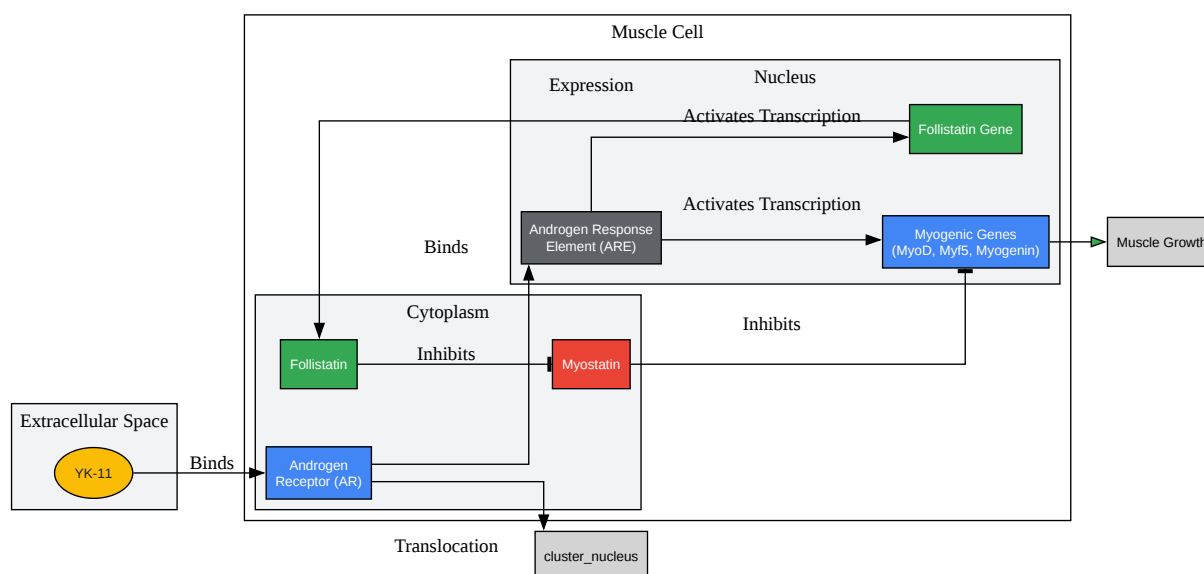 Muscle Cell
Nucleus
Expression
Activates Transcription
Follistatin Gene
Androgen Response
Element (ARE)
Activates Transcription
Myogenic Genes
(MyoD, Myf5, Myogenin)
Muscle Growth
Binds
Cytoplasm
Inhibits
Follistatin
Inhibits
Myostatin
Extracellular Space
YK-11
Binds
Androgen
Receptor (AR)
Translocation
cluster_nucleus